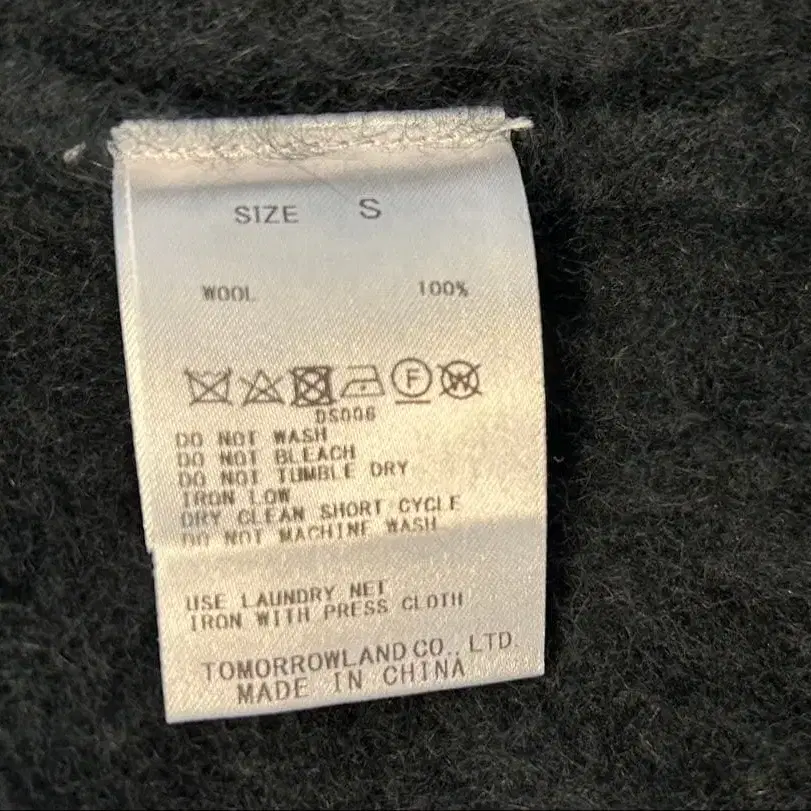 SIZE S
WOOL 100%
F W
DS006
DO NOT WASH
DO NOT BLEACH
DO NOT TUMBLE DRY
IRON LOW
DRY CLEAN SHORT CYCLE
DO NOT MACHINE WASH
USE LAUNDRY NET
IRON WITH PRESS CLOTH
TOMORROWLAND CO., LTD.
MADE IN CHINA